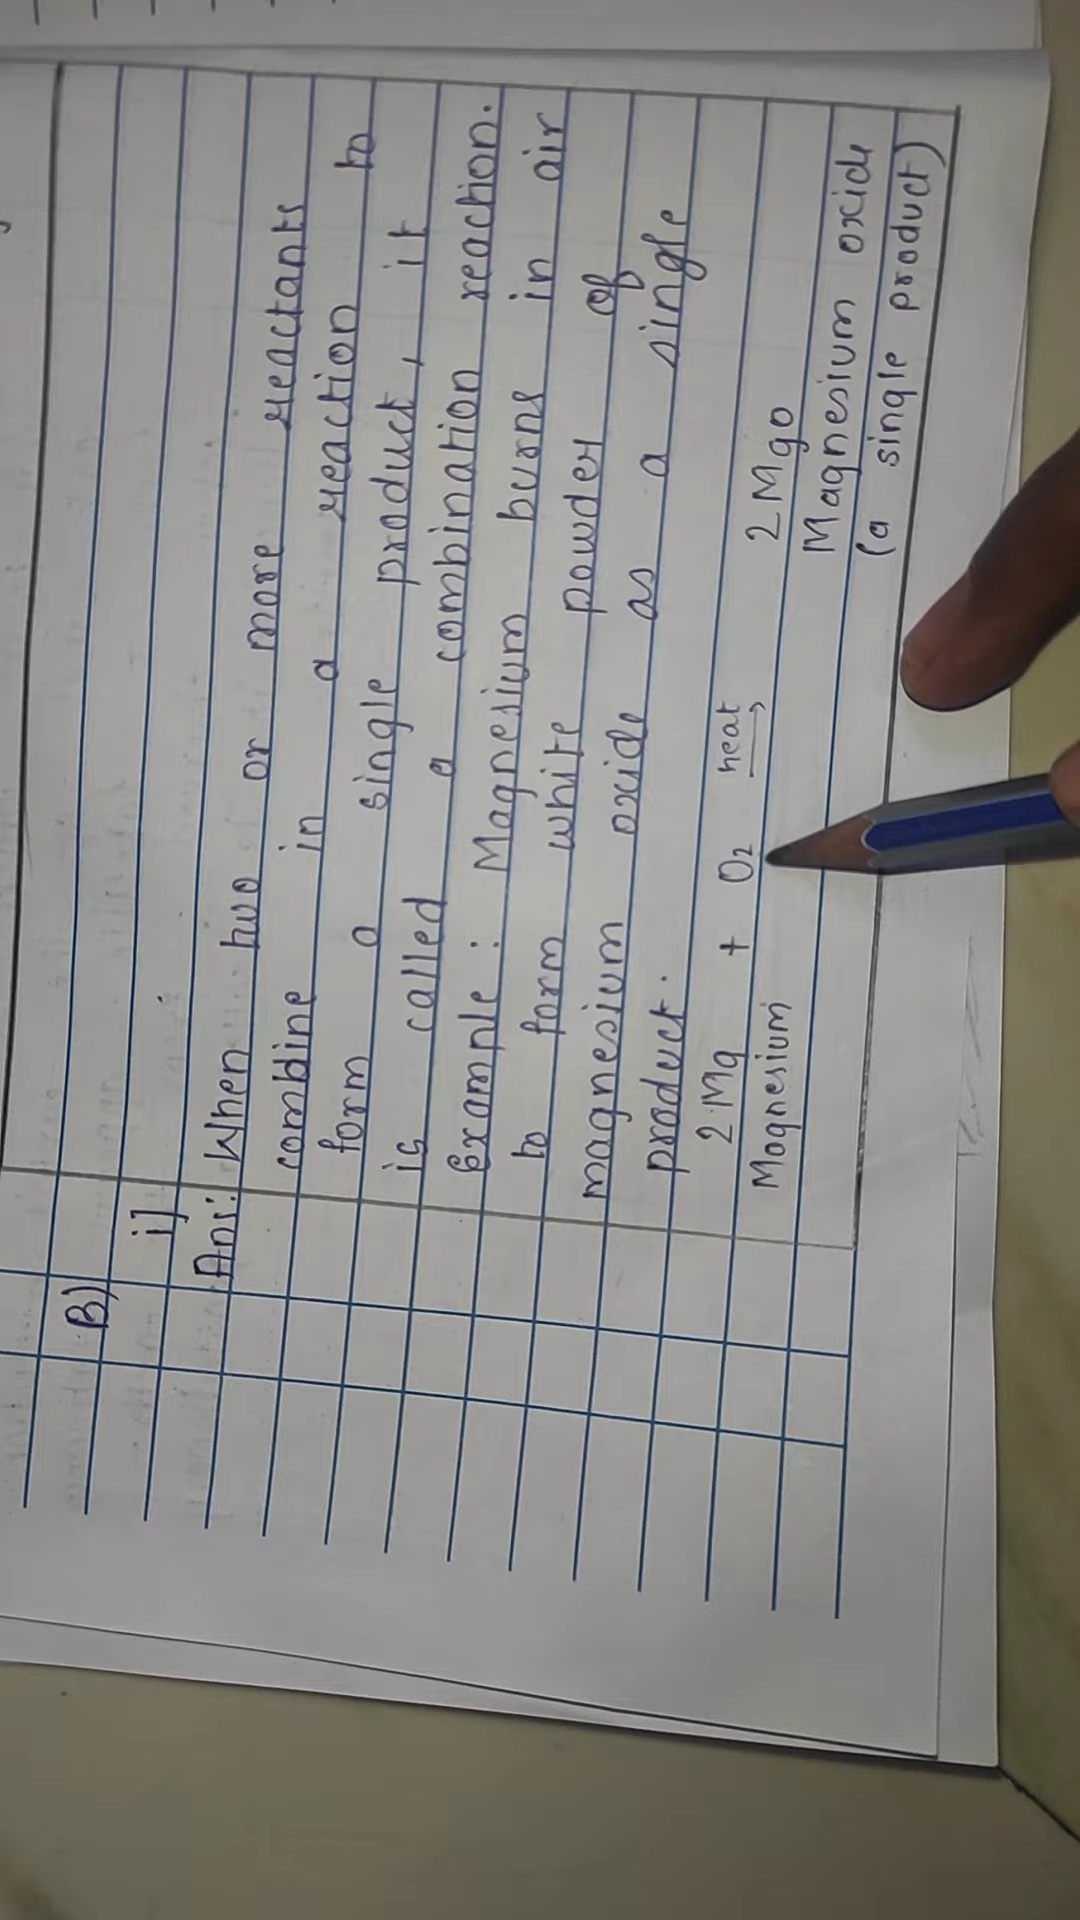 B)
i]
Ans: When two or more reactants
combine in a reaction to
form a single product, it
is called a combination reaction.
Example: Magnesium burns in air
to form white powder of
magnesium oxide as a single
product.
2Mg + O₂ heat → 2Mgo
Magnesium Magnesium oxide
(a single product)